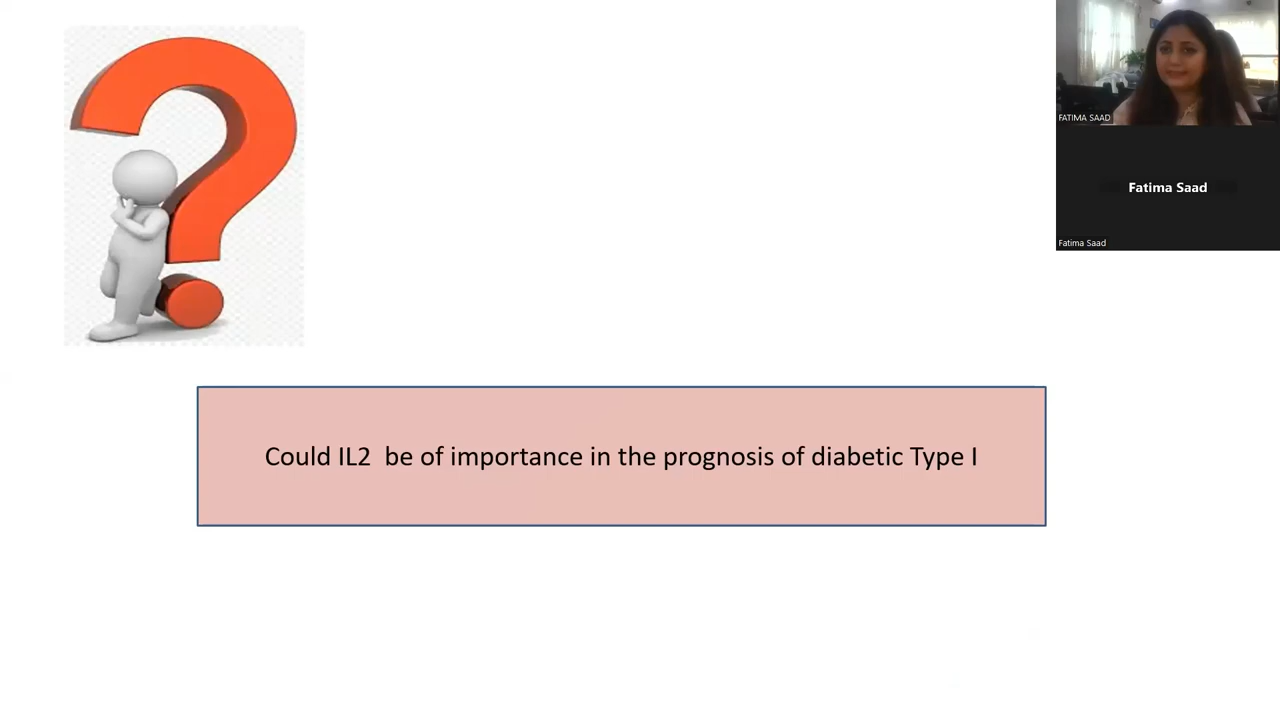 FATIMA SAAD
Fatima Saad
Fatima Saad
Could IL2  be of importance in the prognosis of diabetic Type I